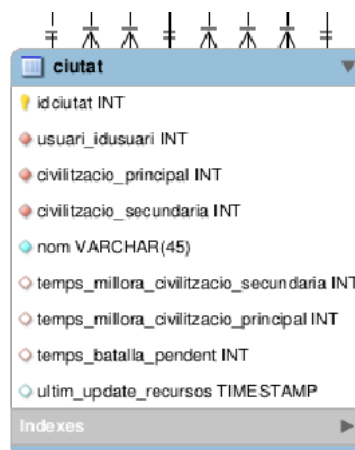 ciutat
idciutat INT
usuari_idusuari INT
civilitzacio_principal INT
civilitzacio_secundaria INT
nom VARCHAR(45)
temps_millora_civilitzacio_secundaria INT
temps_millora_civilitzacio_principal INT
temps_batalla_pendent INT
ultim_update_recursos TIMESTAMP
Indexes